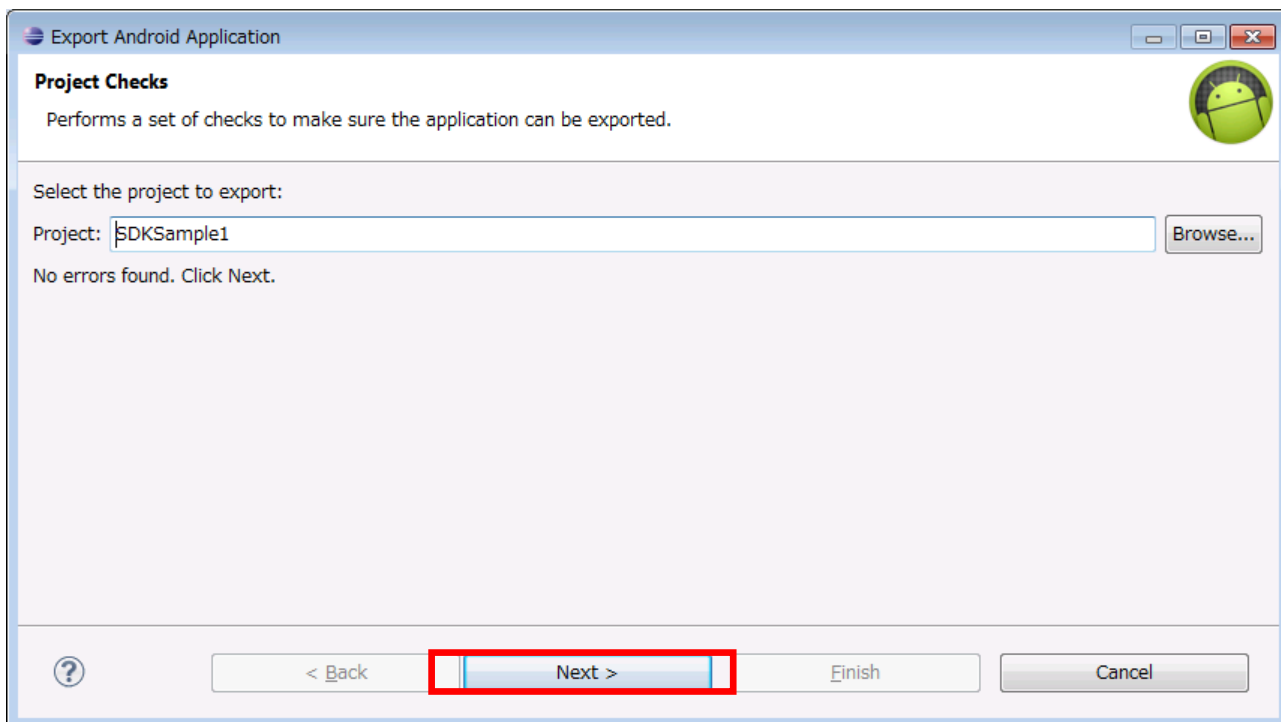 Export Android Application
Project Checks
Performs a set of checks to make sure the application can be exported.
Select the project to export:
Project: SDKSample1 Browse...
No errors found. Click Next.
? < Back Next > Finish Cancel